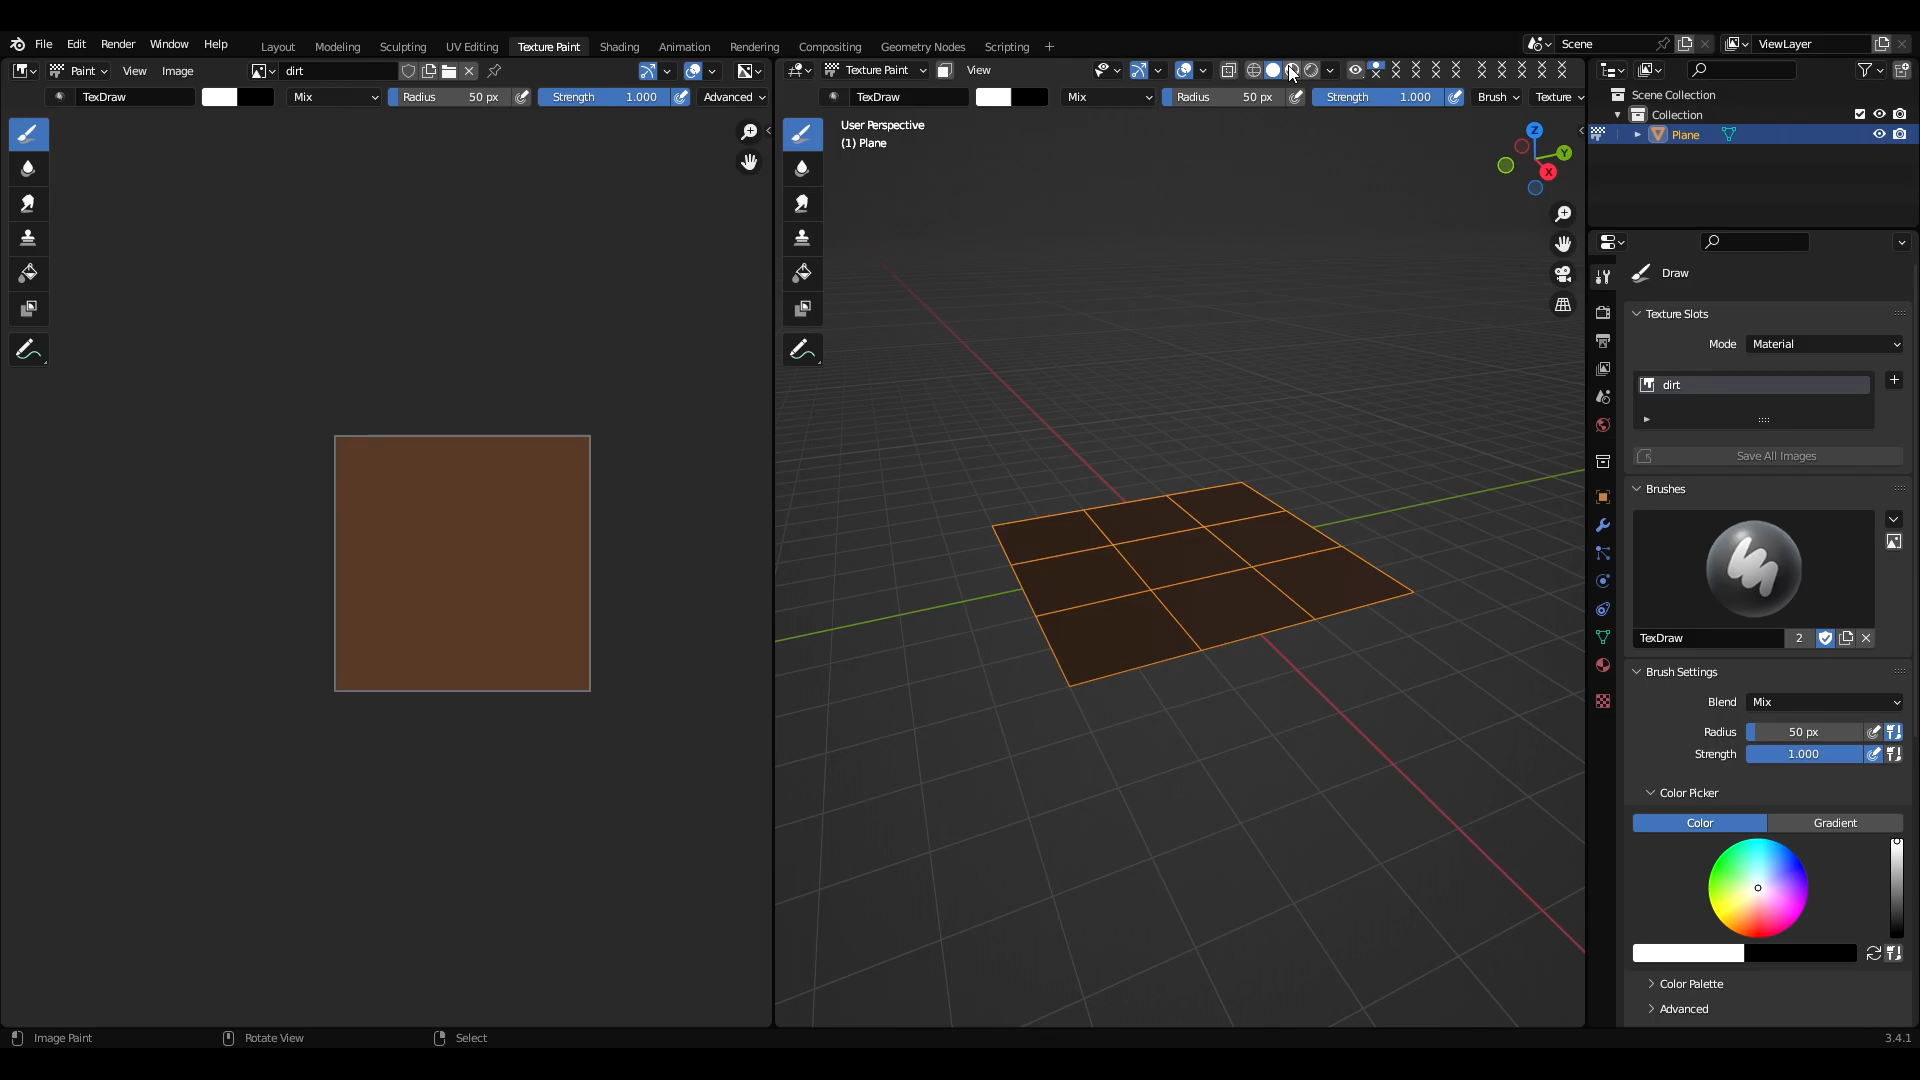 File Edit Render Window Help Layout Modeling Sculpting UV Editing Texture Paint Shading Animation Rendering Compositing Geometry Nodes Scripting + Scene ViewLayer
Paint View Image dirt Texture Paint View
TexDraw Mix Radius 50 px Strength 1.000 Advanced TexDraw Mix Radius 50 px Strength 1.000 Brush Texture
Scene Collection
Collection
Plane
User Perspective
(1) Plane
Z
Y
X
Draw
Texture Slots
Mode Material
dirt
Save All Images
Brushes
TexDraw 2
Brush Settings
Blend Mix
Radius 50 px
Strength 1.000
Color Picker
Color Gradient
Color Palette
Advanced
Image Paint Rotate View Select 3.4.1